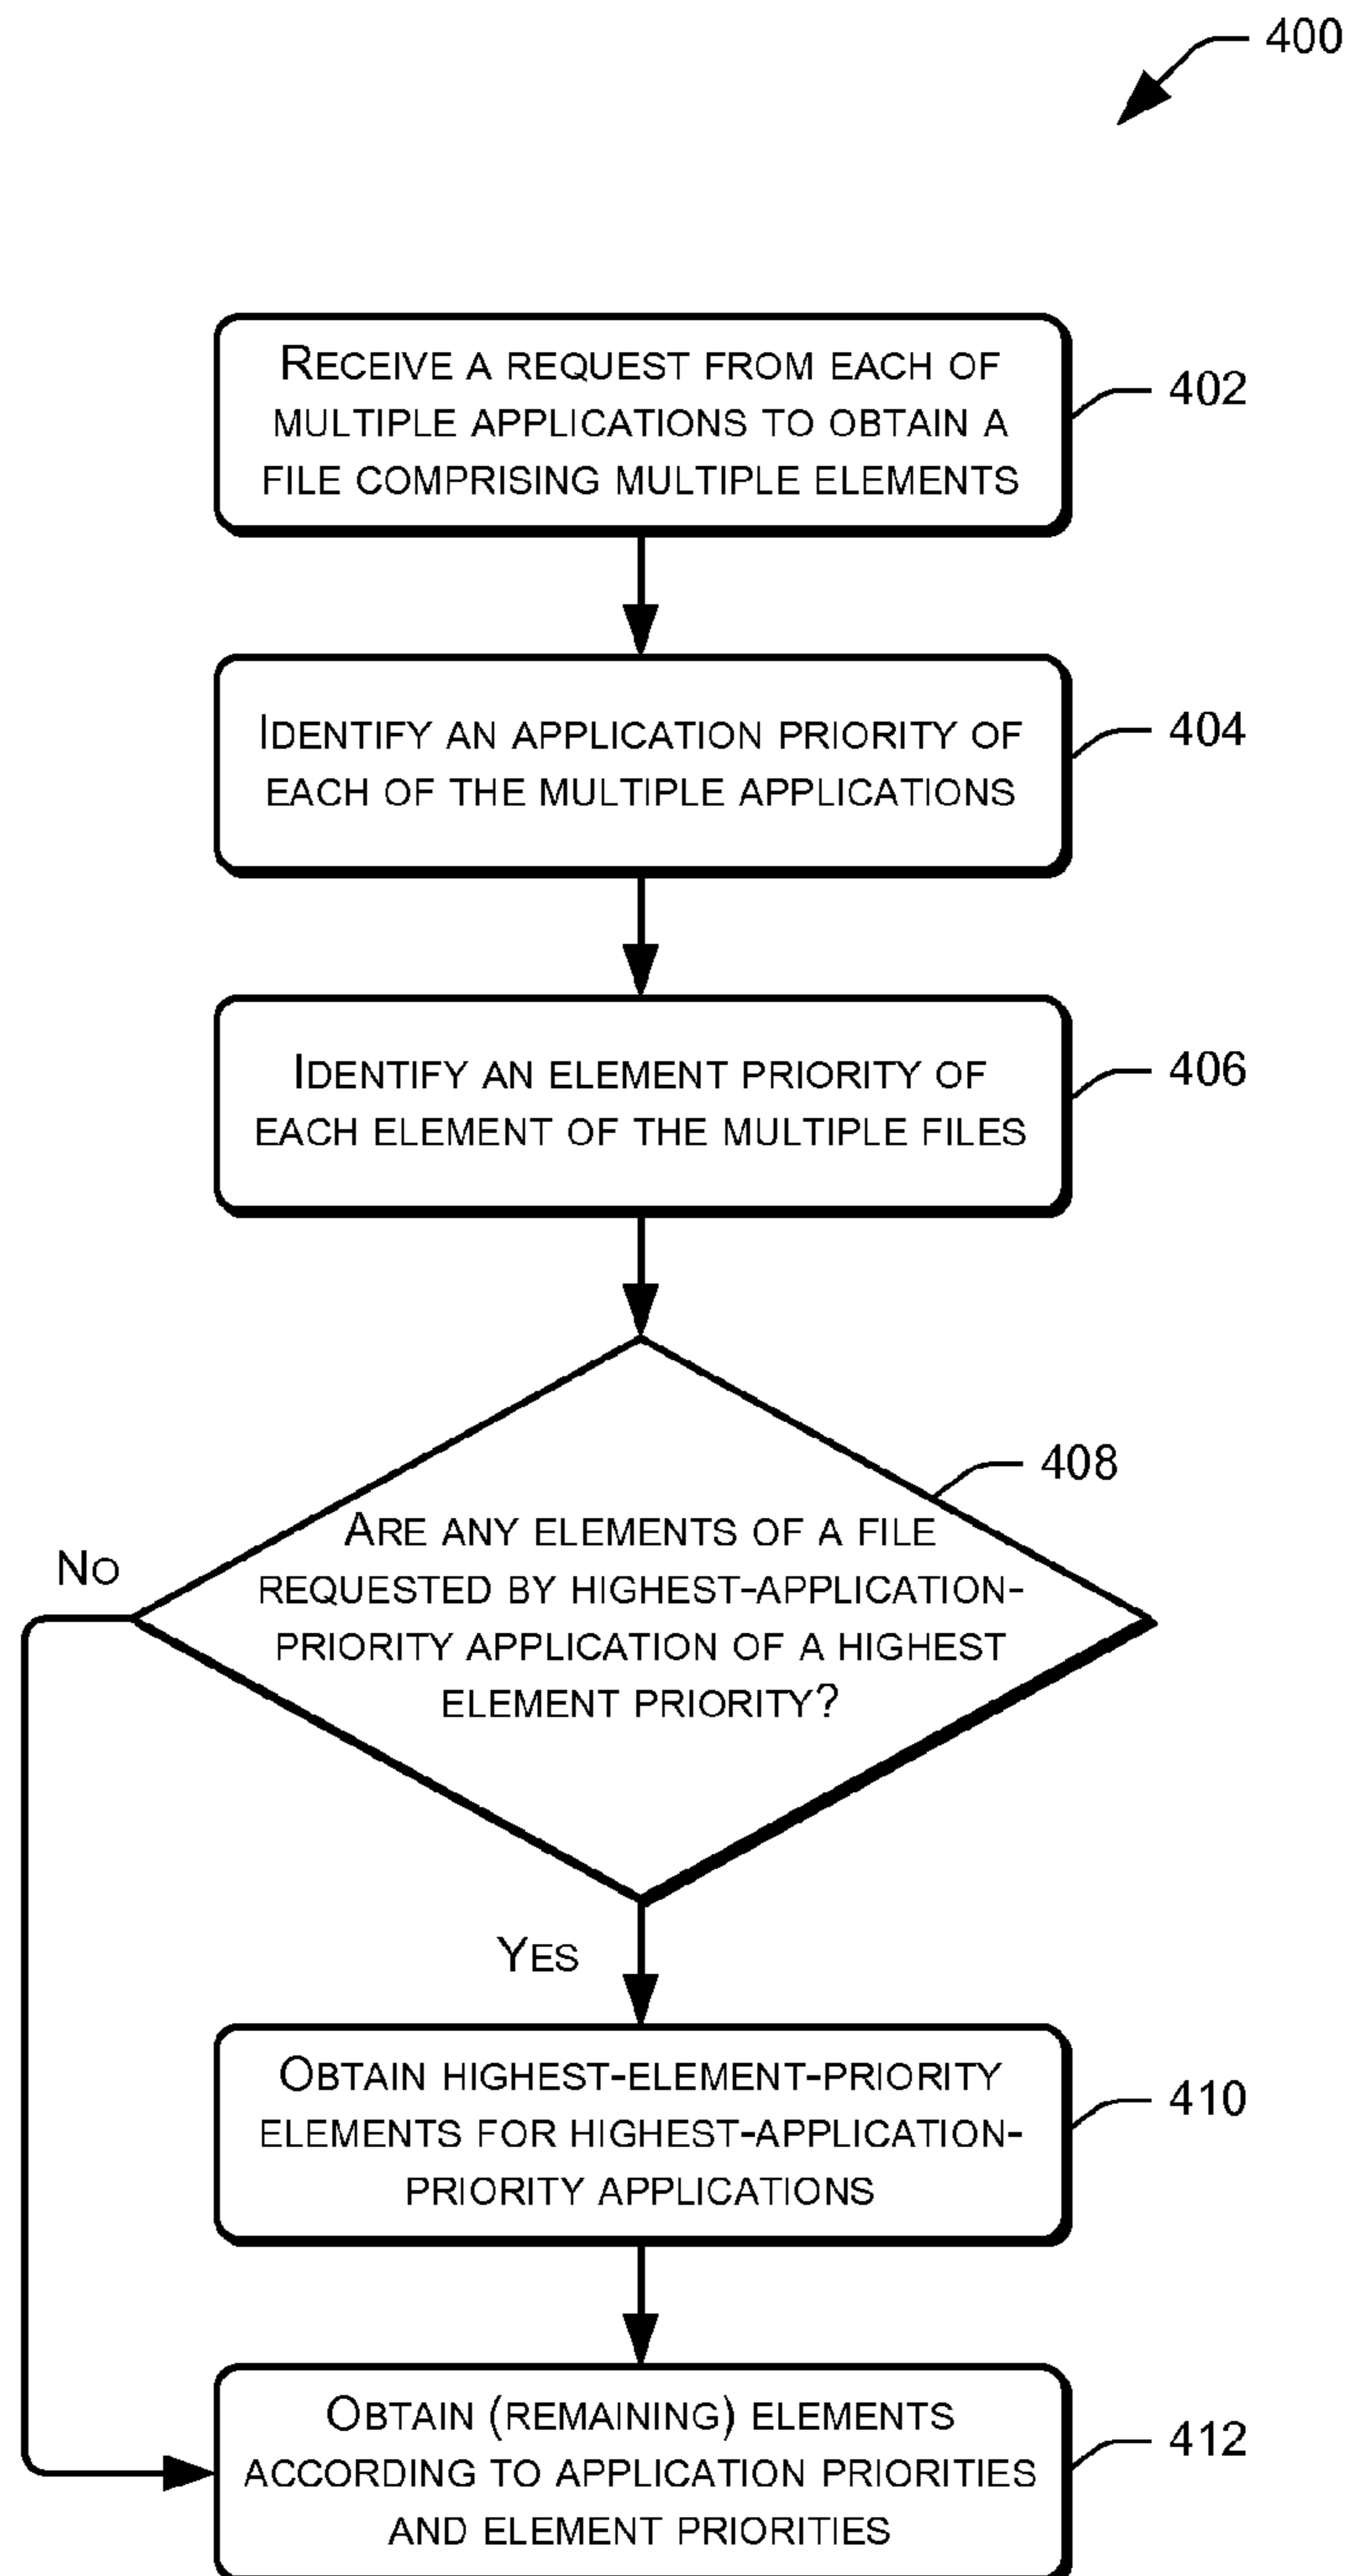 400
RECEIVE A REQUEST FROM EACH OF
MULTIPLE APPLICATIONS TO OBTAIN A
FILE COMPRISING MULTIPLE ELEMENTS
402
IDENTIFY AN APPLICATION PRIORITY OF
EACH OF THE MULTIPLE APPLICATIONS
404
IDENTIFY AN ELEMENT PRIORITY OF
EACH ELEMENT OF THE MULTIPLE FILES
406
408
ARE ANY ELEMENTS OF A FILE
REQUESTED BY HIGHEST-APPLICATION-
PRIORITY APPLICATION OF A HIGHEST
ELEMENT PRIORITY?
NO
YES
OBTAIN HIGHEST-ELEMENT-PRIORITY
ELEMENTS FOR HIGHEST-APPLICATION-
PRIORITY APPLICATIONS
410
OBTAIN (REMAINING) ELEMENTS
ACCORDING TO APPLICATION PRIORITIES
AND ELEMENT PRIORITIES
412